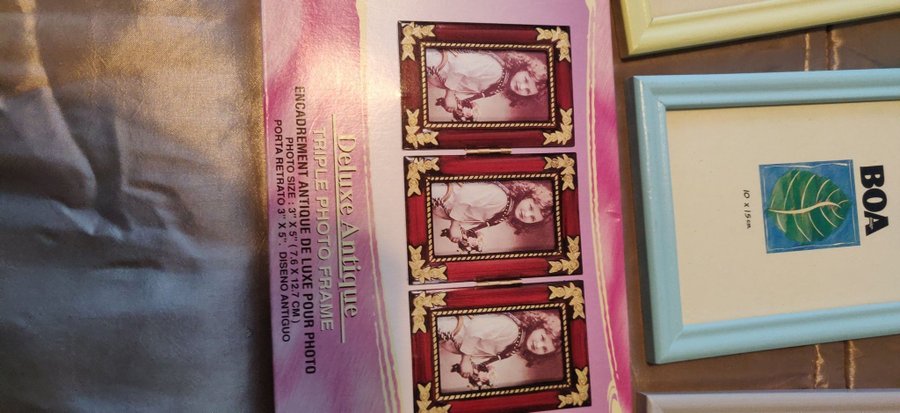 Deluxe Antique
TRIPLE PHOTO FRAME
ENCADREMENT ANTIQUE DE LUXE POUR PHOTO
PHOTO SIZE : 3" X 5" ( 7.6 X 12.7 CM )
PORTA RETRATO 3" X 5". DISENO ANTIGUO
BOA
10 x 15 cm